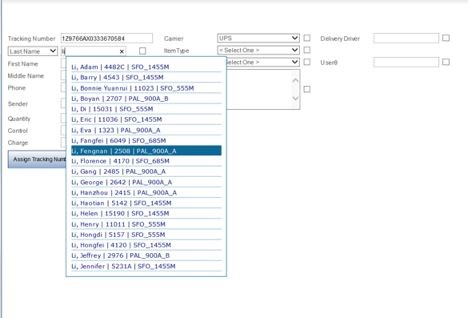 Tracking Number 1Z9766AX0333670584 Carrier UPS Delivery Driver
Last Name li x ItemType < Select One >
First Name Select One > User8
Middle Name
Phone
Sender
Quantity
Control
Charge
Assign Tracking Num
Li, Adam | 4482C | SFO_1455M
Li, Barry | 4543 | SFO_1455M
Li, Bonnie Yuanrui | 11023 | SFO_555M
Li, Boyan | 2707 | PAL_900A_B
Li, Di | 15031 | SFO_555M
Li, Eric | 11036 | SFO_1455M
Li, Eva | 1323 | PAL_900A_A
Li, Fangfei | 6049 | SFO_685M
Li, Fengnan | 2508 | PAL_900A_A
Li, Florence | 4170 | SFO_685M
Li, Gang | 2485 | PAL_900A_A
Li, George | 2642 | PAL_900A_A
Li, Hanzhou | 2415 | PAL_900A_A
Li, Haotian | 5142 | SFO_1455M
Li, Helen | 15190 | SFO_1455M
Li, Henry | 11011 | SFO_555M
Li, Hongdi | 5157 | SFO_555M
Li, Hongfei | 4120 | SFO_1455M
Li, Jeffrey | 2976 | PAL_900A_B
Li, Jennifer | 5231A | SFO_1455M